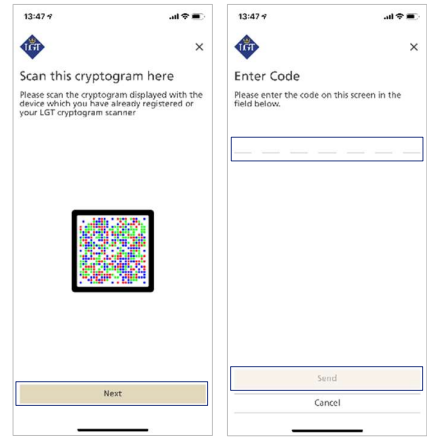 13:47
LGT
Scan this cryptogram here
Please scan the cryptogram displayed with the
device which you have already registered or
your LGT cryptogram scanner
Next
13:47
LGT
Enter Code
Please enter the code on this screen in the
field below.
Send
Cancel